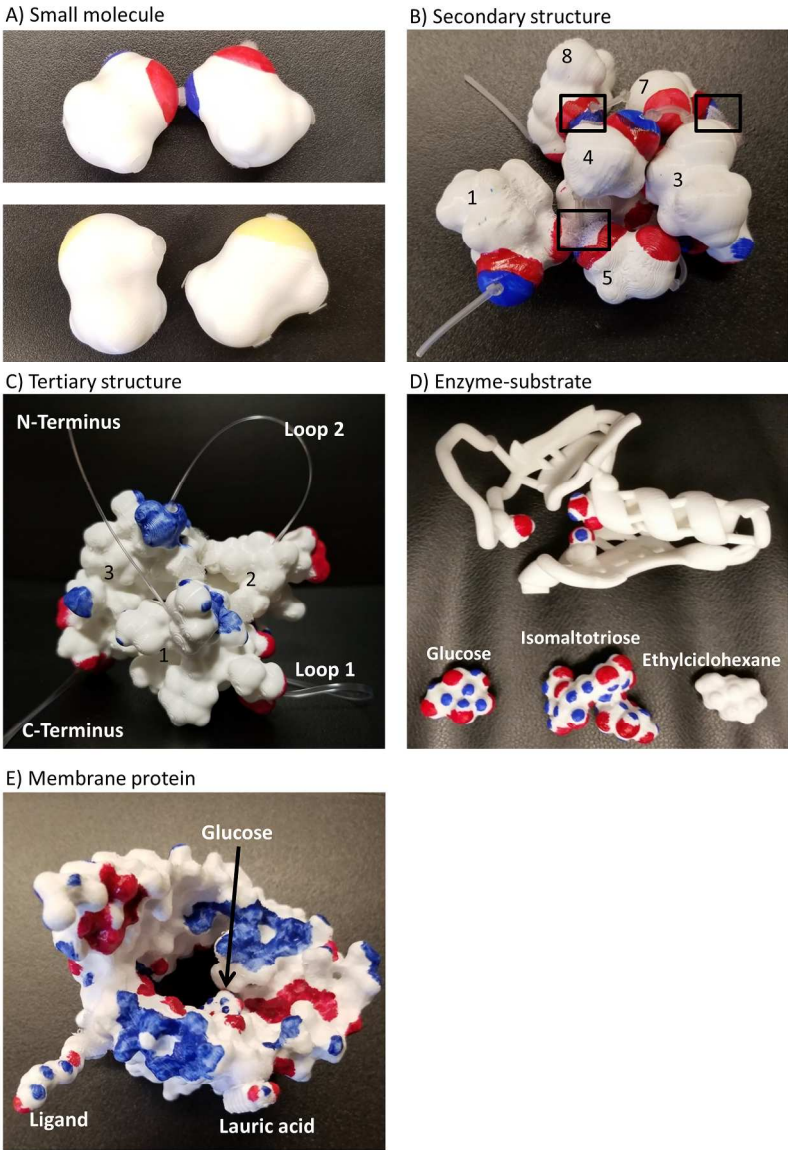 A) Small molecule
B) Secondary structure
8
7
4
3
1
5
C) Tertiary structure
N-Terminus
Loop 2
3
2
1
Loop 1
C-Terminus
D) Enzyme-substrate
Glucose
Isomaltotriose
Ethylciclohexane
E) Membrane protein
Glucose
Ligand
Lauric acid